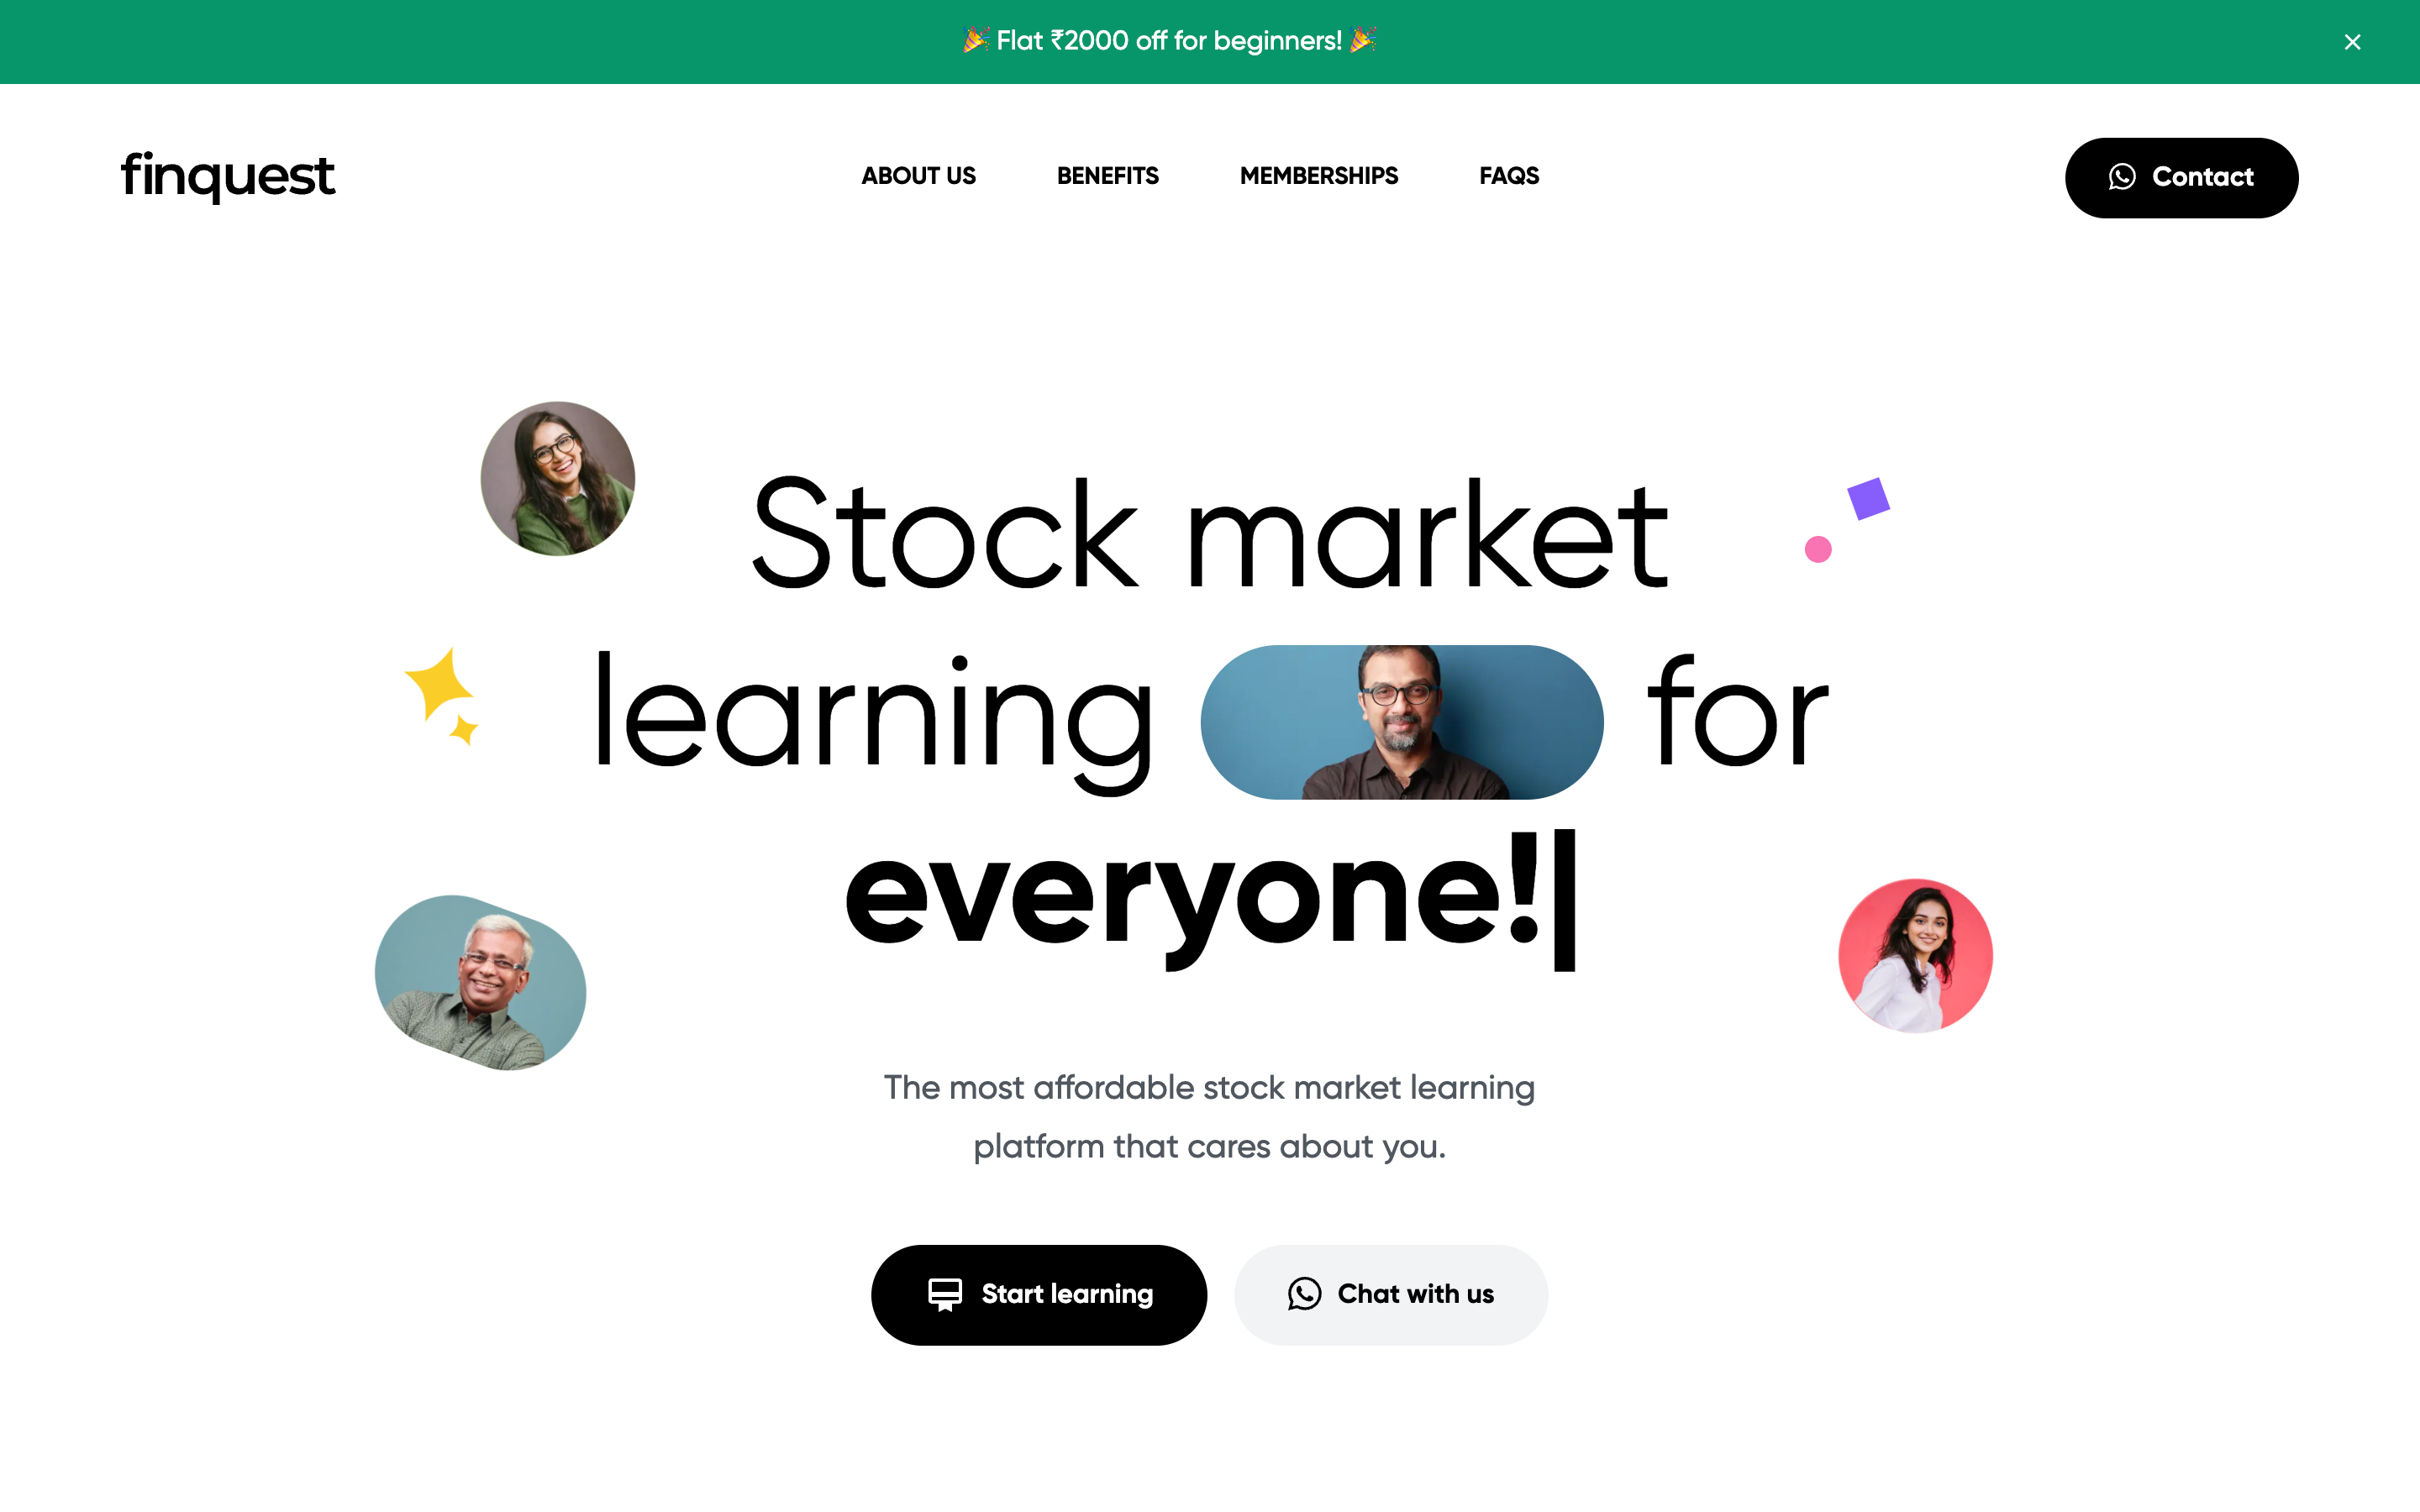 🎉 Flat ₹2000 off for beginners! 🎉
finquest
ABOUT US BENEFITS MEMBERSHIPS FAQS
Contact
Stock market
learning for
everyone!|
The most affordable stock market learning
platform that cares about you.
Start learning
Chat with us